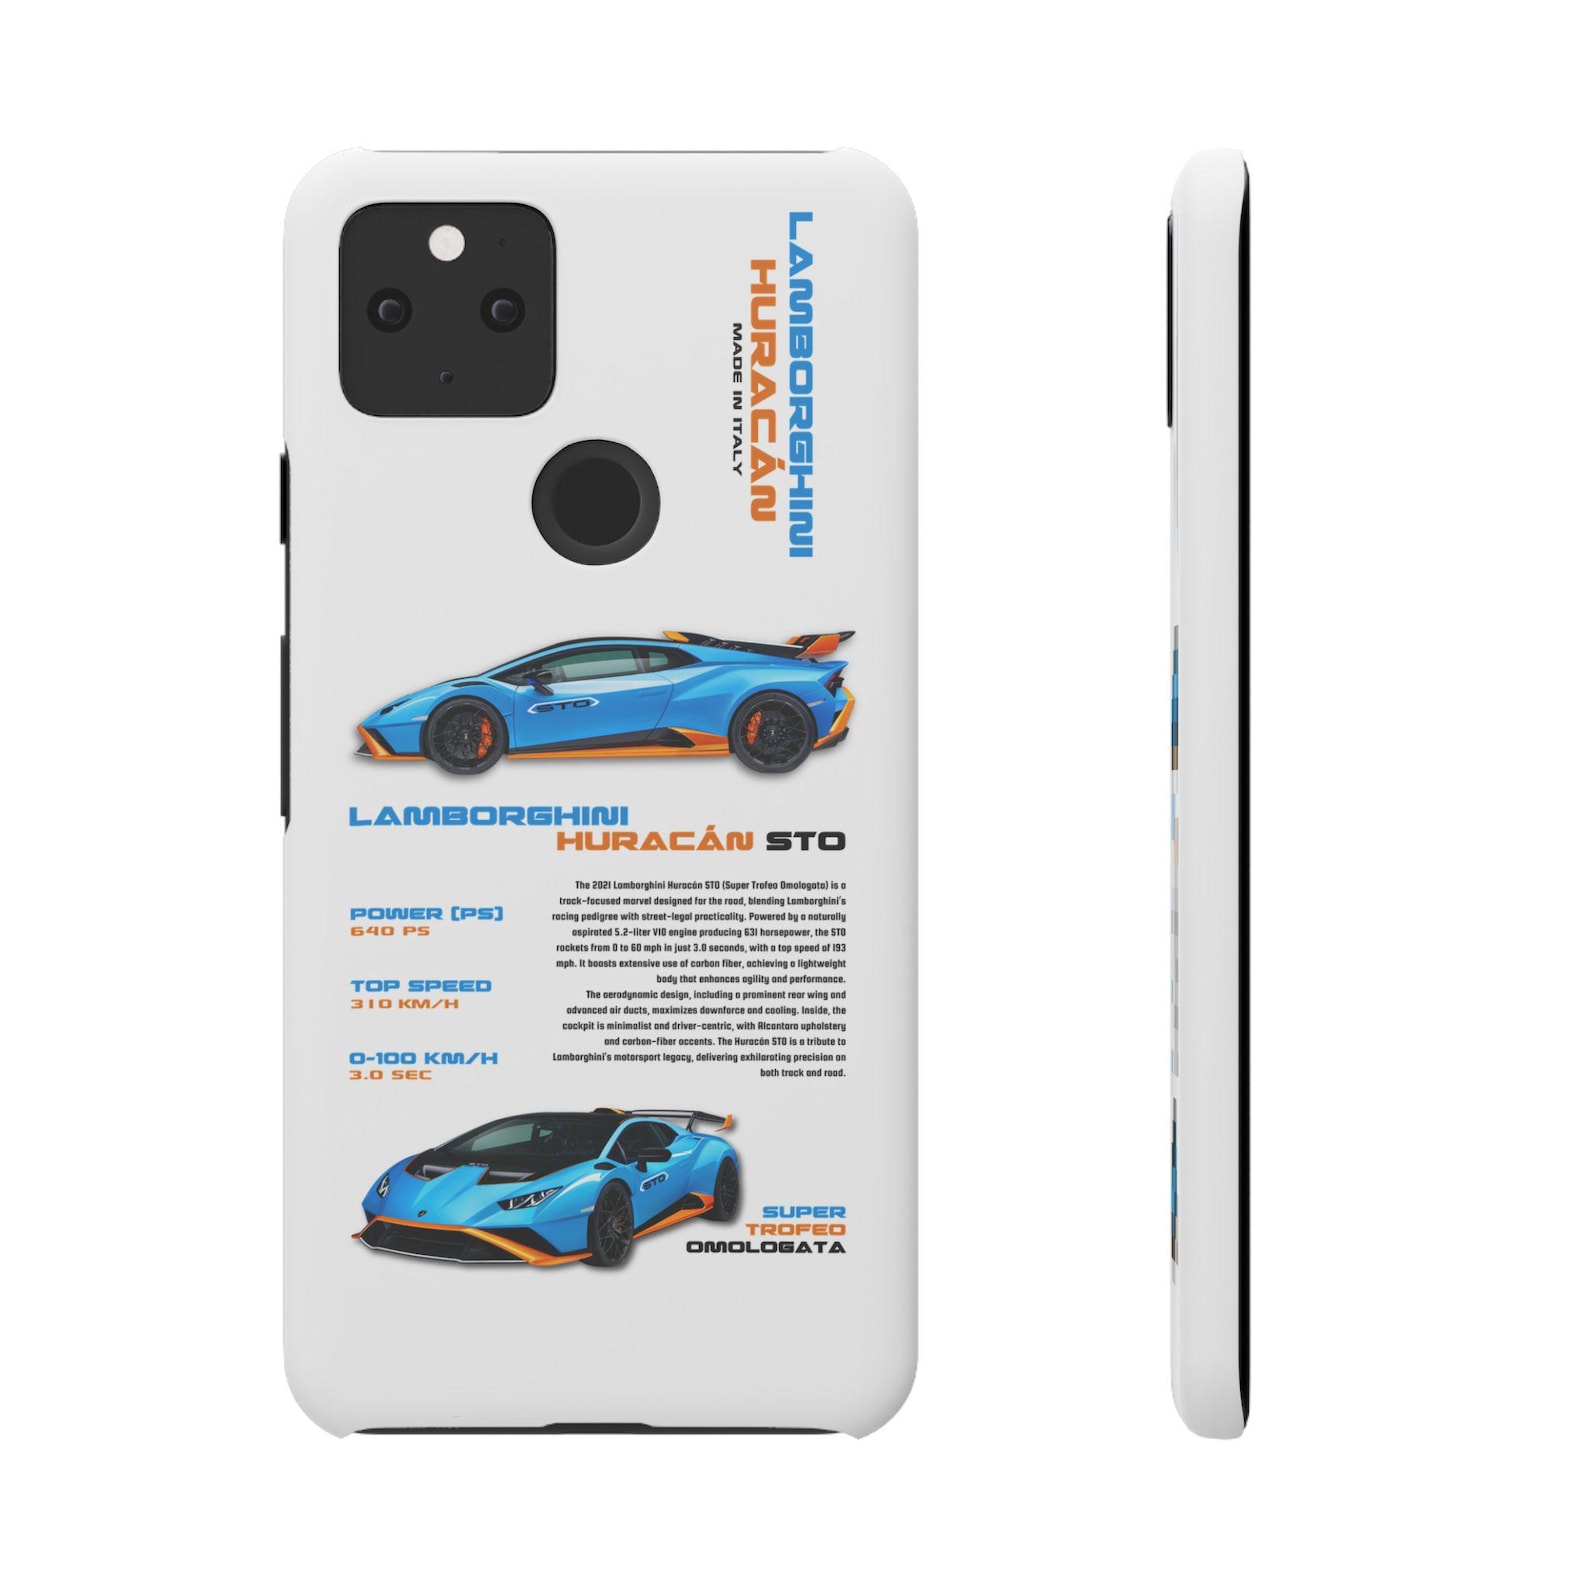 LAMBORGHINI
HURACÁN
MADE IN ITALY
STO
LAMBORGHINI
HURACÁN STO
POWER (PS)
640 PS
TOP SPEED
310 KM/H
0-100 KM/H
3.0 SEC
The 2021 Lamborghini Huracán STO (Super Trofeo Omologata) is a
track-focused marvel designed for the road, blending Lamborghini's
racing pedigree with street-legal practicality. Powered by a naturally
aspirated 5.2-liter V10 engine producing 631 horsepower, the STO
rockets from 0 to 60 mph in just 3.0 seconds, with a top speed of 193
mph. It boasts extensive use of carbon fiber, achieving a lightweight
body that enhances agility and performance.
The aerodynamic design, including a prominent rear wing and
advanced air ducts, maximizes downforce and cooling. Inside, the
cockpit is minimalist and driver-centric, with Alcantara upholstery
and carbon-fiber accents. The Huracán STO is a tribute to
Lamborghini's motorsport legacy, delivering exhilarating precision on
both track and road.
STO
STO
SUPER
TROFEO
OMOLOGATA